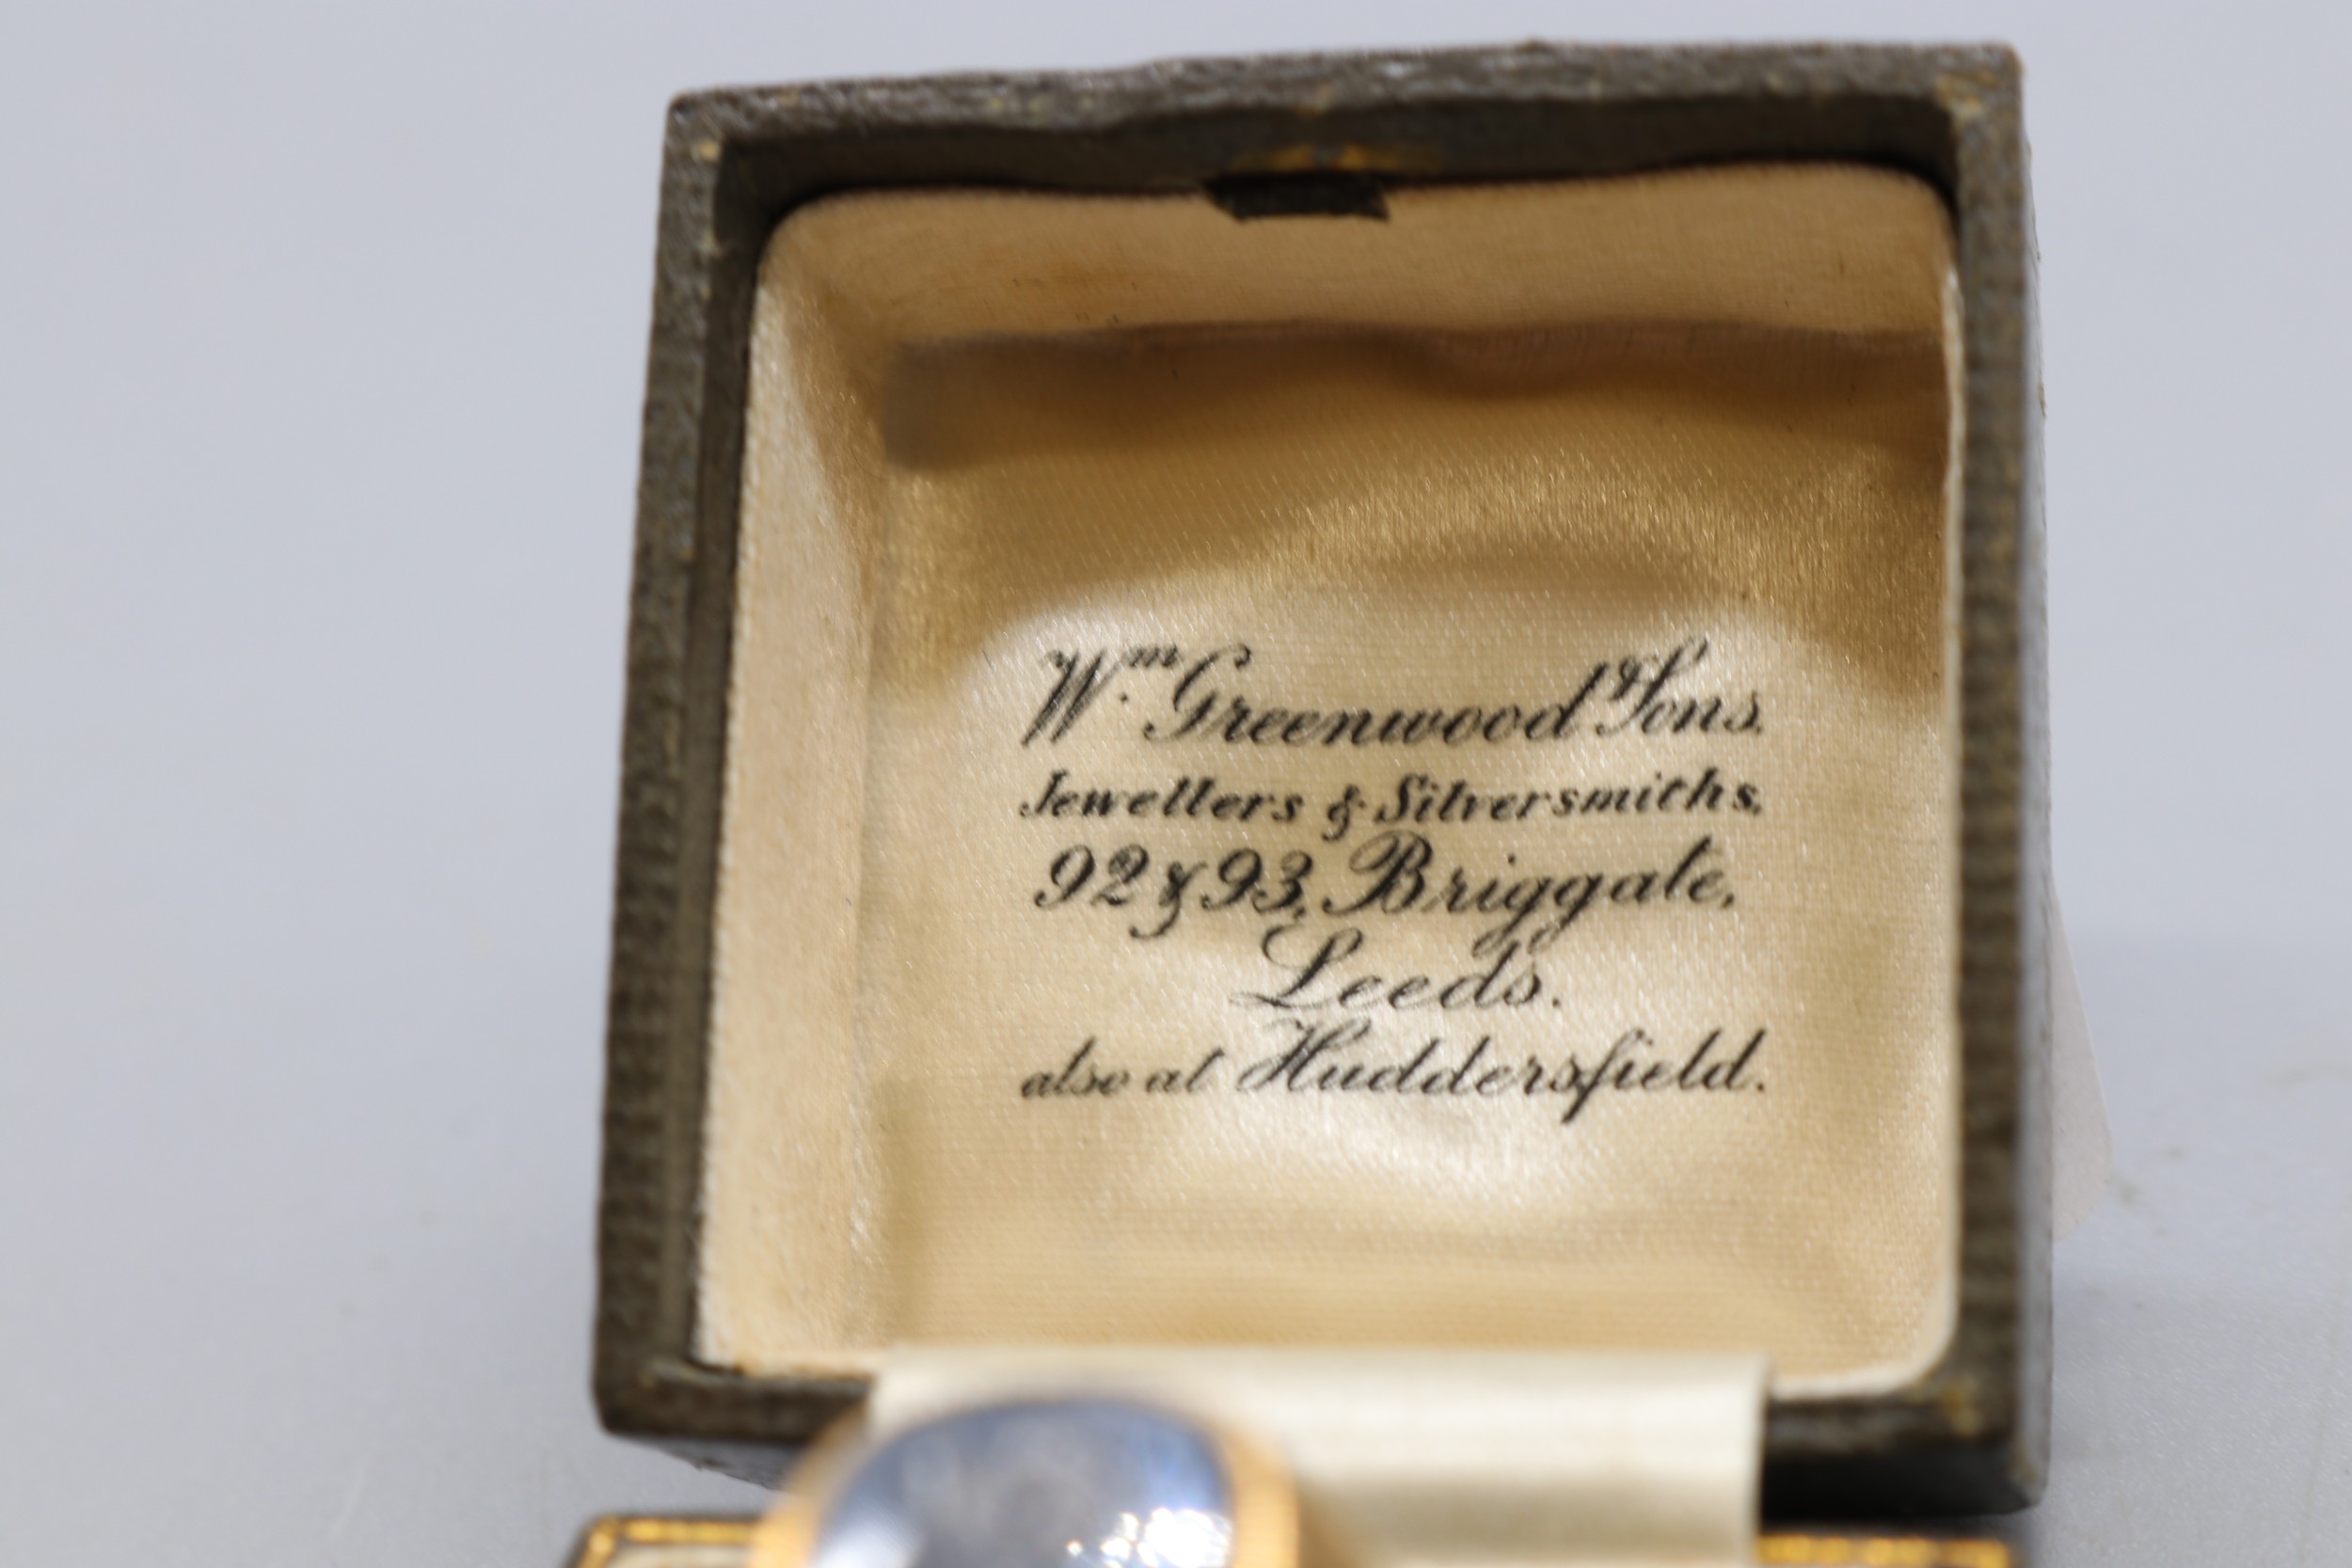 Wm. Greenwood & Sons.
Jewellers & Silversmiths,
92 & 93, Briggate,
Leeds.
also at Huddersfield.